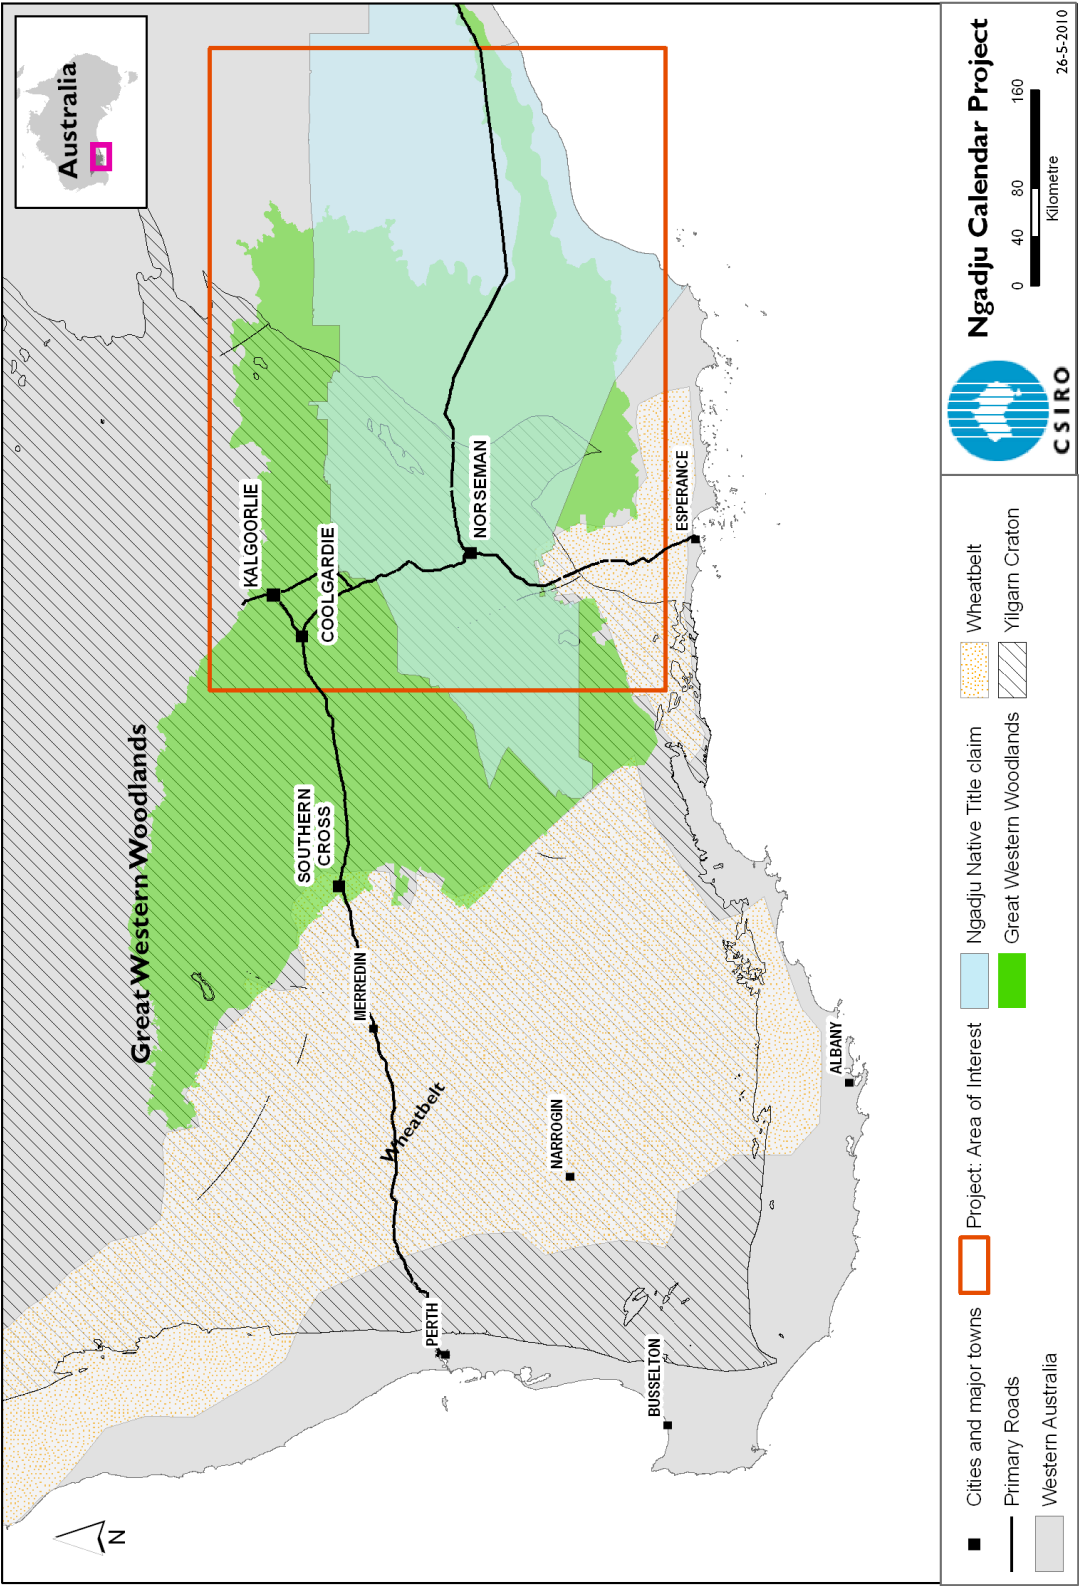 Australia
Great Western Woodlands
KALGOORLIE
COOLGARDIE
NORSEMAN
ESPERANCE
SOUTHERN
CROSS
MERREDIN
Wheatbelt
NARROGIN
ALBANY
PERTH
BUSSELTON
N
Cities and major towns
Primary Roads
Western Australia
Project: Area of Interest
Ngadju Native Title claim
Great Western Woodlands
Wheatbelt
Yilgarn Craton
CSIRO
Ngadju Calendar Project
0 40 80 160
Kilometre
26-5-2010